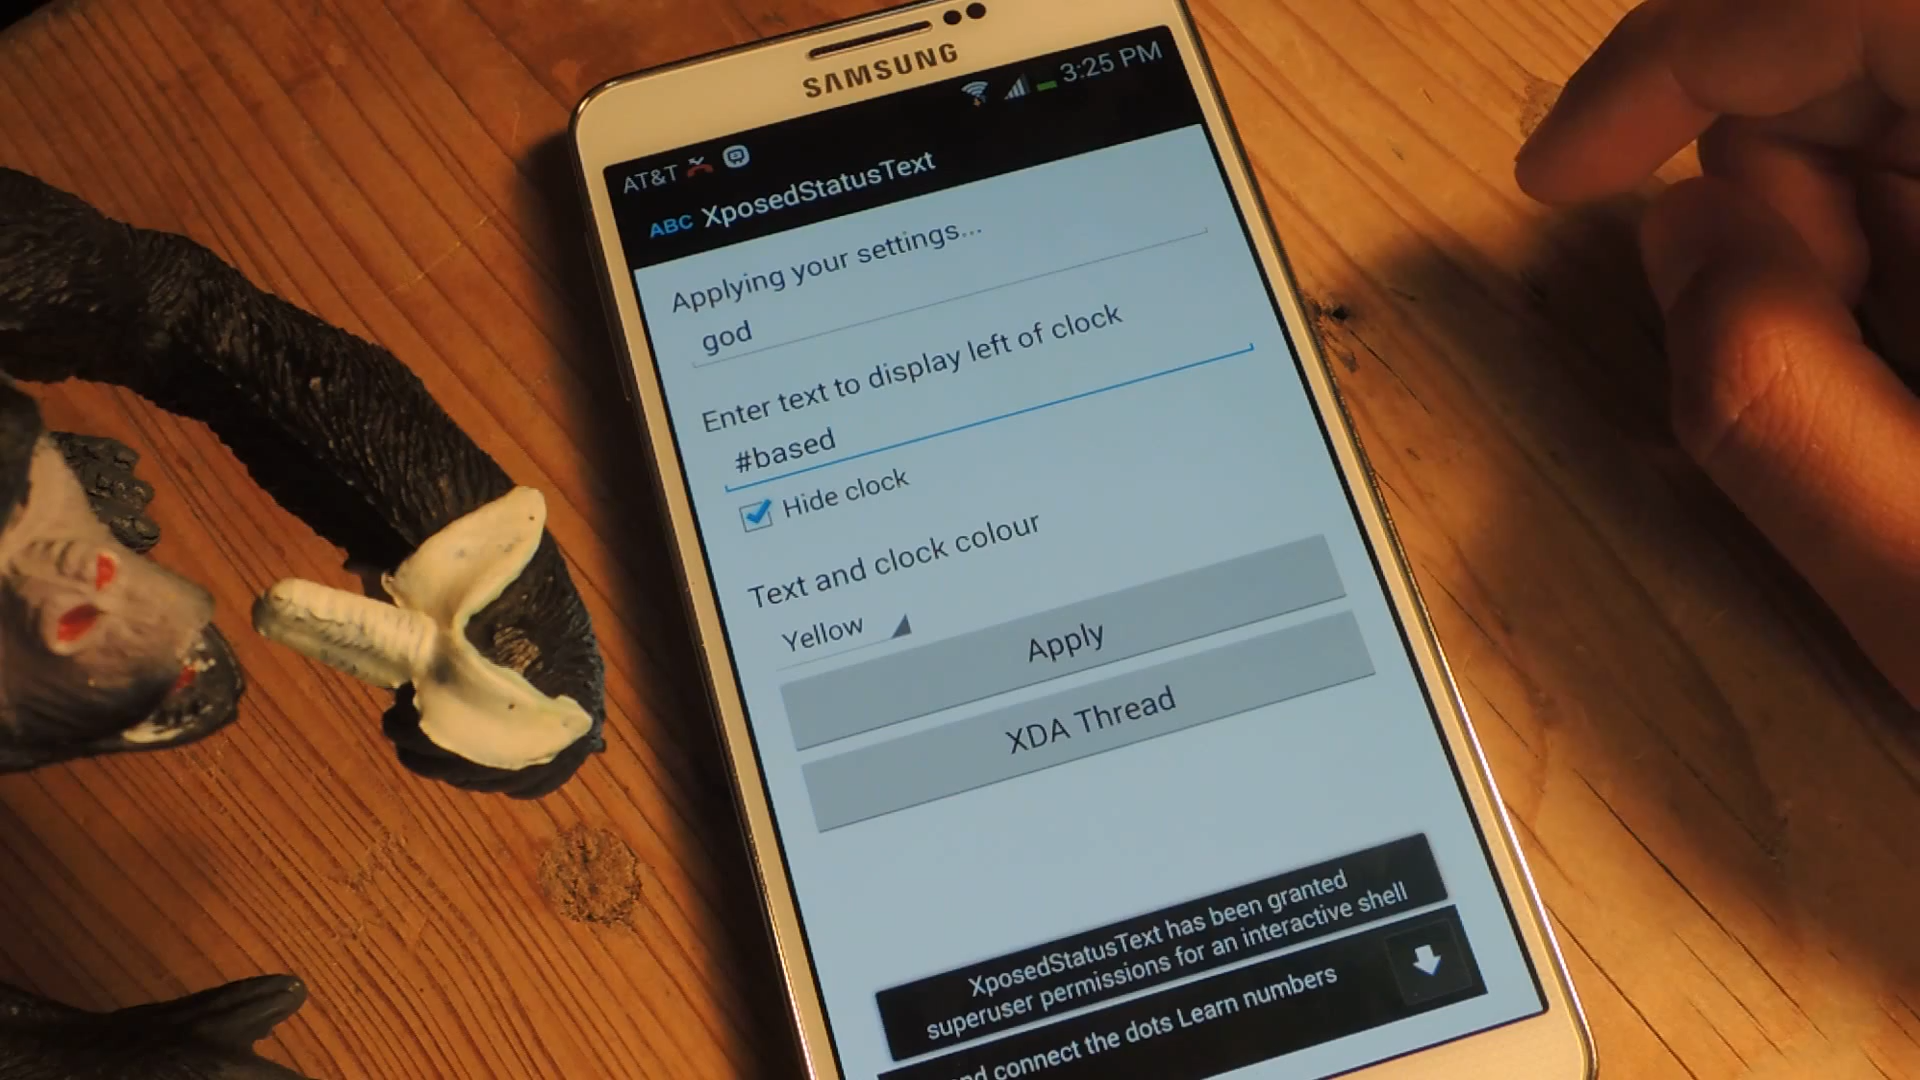 SAMSUNG
3:25 PM
AT&T
ABC XposedStatusText
Applying your settings...
god
Enter text to display left of clock
#based
Hide clock
Text and clock colour
Yellow
Apply
XDA Thread
XposedStatusText has been granted
superuser permissions for an interactive shell
connect the dots Learn numbers